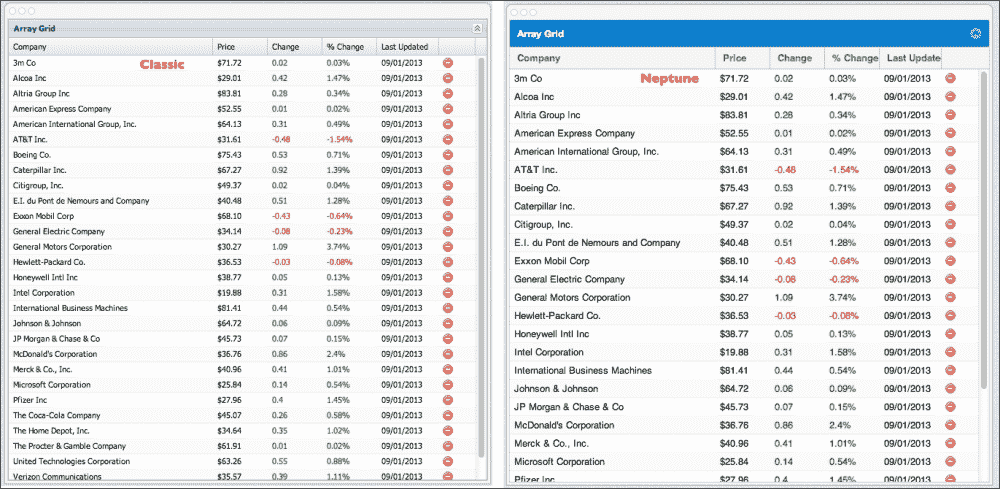 Array Grid
Company Price Change % Change Last Updated
Classic
3m Co $71.72 0.02 0.03% 09/01/2013
Alcoa Inc $29.01 0.42 1.47% 09/01/2013
Altria Group Inc $83.81 0.28 0.34% 09/01/2013
American Express Company $52.55 0.01 0.02% 09/01/2013
American International Group, Inc. $64.13 0.31 0.49% 09/01/2013
AT&T Inc. $31.61 -0.48 -1.54% 09/01/2013
Boeing Co. $75.43 0.53 0.71% 09/01/2013
Caterpillar Inc. $67.27 0.92 1.39% 09/01/2013
Citigroup, Inc. $49.37 0.02 0.04% 09/01/2013
E.I. du Pont de Nemours and Company $40.48 0.51 1.28% 09/01/2013
Exxon Mobil Corp $68.10 -0.43 -0.64% 09/01/2013
General Electric Company $34.14 -0.08 -0.23% 09/01/2013
General Motors Corporation $30.27 1.09 3.74% 09/01/2013
Hewlett-Packard Co. $36.53 -0.03 -0.08% 09/01/2013
Honeywell Intl Inc $38.77 0.05 0.13% 09/01/2013
Intel Corporation $19.88 0.31 1.58% 09/01/2013
International Business Machines $81.41 0.44 0.54% 09/01/2013
Johnson & Johnson $64.72 0.06 0.09% 09/01/2013
JP Morgan & Chase & Co $45.73 0.07 0.15% 09/01/2013
McDonald's Corporation $36.76 0.86 2.4% 09/01/2013
Merck & Co., Inc. $40.96 0.41 1.01% 09/01/2013
Microsoft Corporation $25.84 0.14 0.54% 09/01/2013
Pfizer Inc $27.96 0.4 1.45% 09/01/2013
The Coca-Cola Company $45.07 0.26 0.58% 09/01/2013
The Home Depot, Inc. $34.64 0.35 1.02% 09/01/2013
The Procter & Gamble Company $61.91 0.01 0.02% 09/01/2013
United Technologies Corporation $63.26 0.55 0.88% 09/01/2013
Verizon Communications $35.57 0.39 1.11% 09/01/2013
Array Grid
Company Price Change % Change Last Update
Neptune
3m Co $71.72 0.02 0.03% 09/01/2013
Alcoa Inc $29.01 0.42 1.47% 09/01/2013
Altria Group Inc $83.81 0.28 0.34% 09/01/2013
American Express Company $52.55 0.01 0.02% 09/01/2013
American International Group, Inc. $64.13 0.31 0.49% 09/01/2013
AT&T Inc. $31.61 -0.48 -1.54% 09/01/2013
Boeing Co. $75.43 0.53 0.71% 09/01/2013
Caterpillar Inc. $67.27 0.92 1.39% 09/01/2013
Citigroup, Inc. $49.37 0.02 0.04% 09/01/2013
E.I. du Pont de Nemours and Company $40.48 0.51 1.28% 09/01/2013
Exxon Mobil Corp $68.10 -0.43 -0.64% 09/01/2013
General Electric Company $34.14 -0.08 -0.23% 09/01/2013
General Motors Corporation $30.27 1.09 3.74% 09/01/2013
Hewlett-Packard Co. $36.53 -0.03 -0.08% 09/01/2013
Honeywell Intl Inc $38.77 0.05 0.13% 09/01/2013
Intel Corporation $19.88 0.31 1.58% 09/01/2013
International Business Machines $81.41 0.44 0.54% 09/01/2013
Johnson & Johnson $64.72 0.06 0.09% 09/01/2013
JP Morgan & Chase & Co $45.73 0.07 0.15% 09/01/2013
McDonald's Corporation $36.76 0.86 2.4% 09/01/2013
Merck & Co., Inc. $40.96 0.41 1.01% 09/01/2013
Microsoft Corporation $25.84 0.14 0.54% 09/01/2013
Pfizer Inc $27.96 0.4 1.45% 09/01/2013